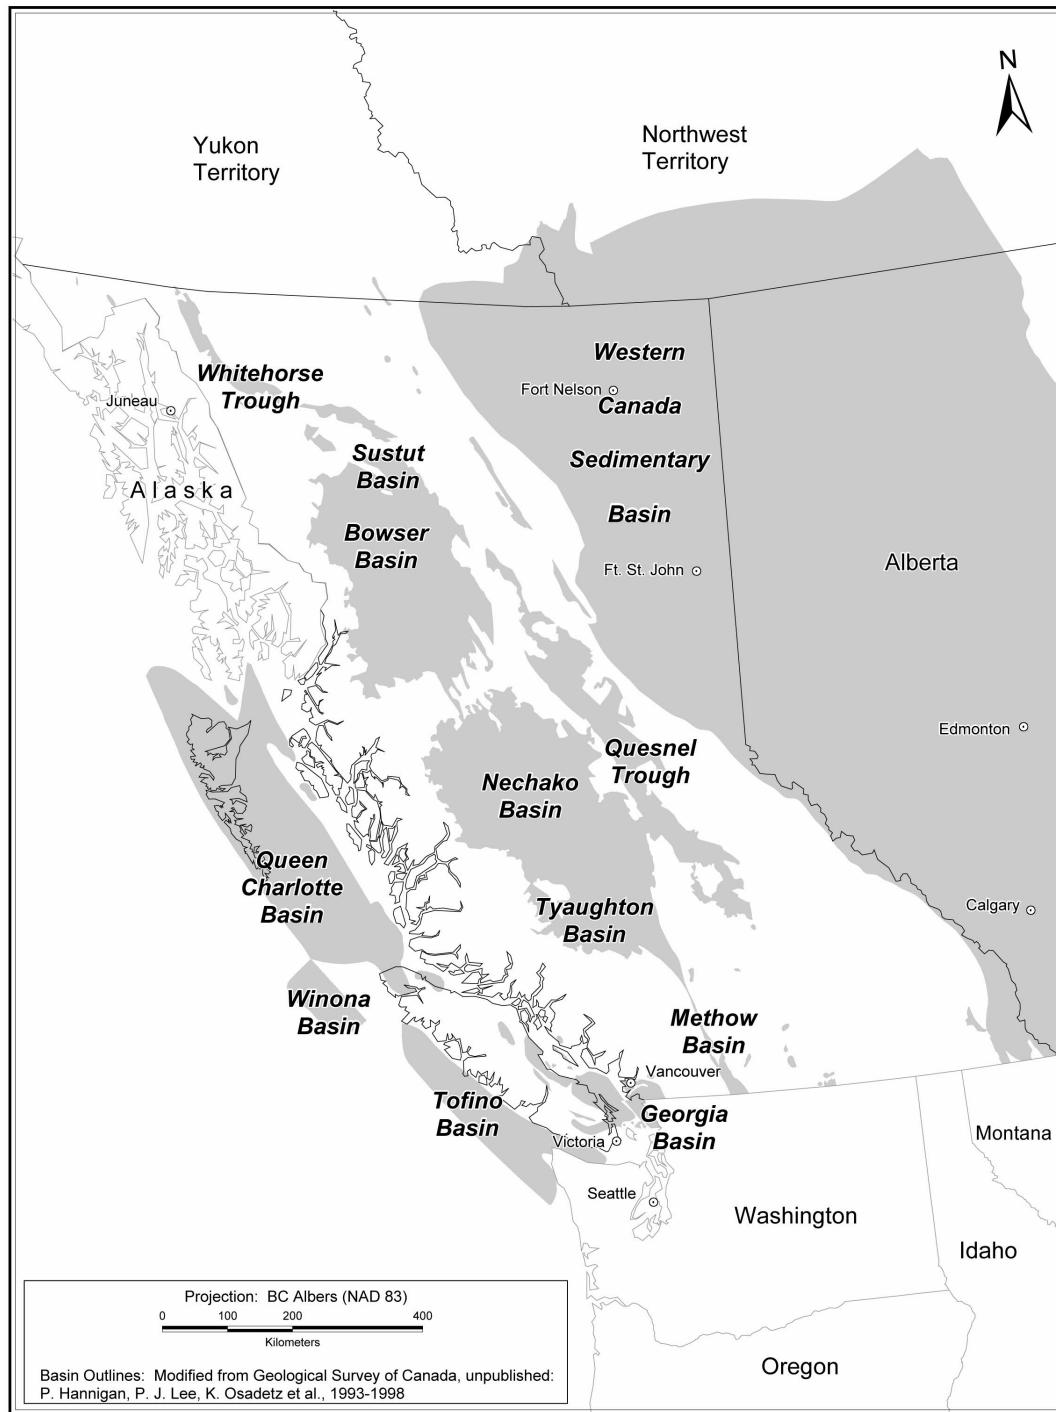 N
Yukon
Territory
Northwest
Territory
Western
Whitehorse
Trough
Fort Nelson
Canada
Juneau
Sustut
Basin
Sedimentary
Alaska
Bowser
Basin
Basin
Ft. St. John
Alberta
Edmonton
Quesnel
Trough
Nechako
Basin
Queen
Charlotte
Basin
Tyaughton
Basin
Calgary
Winona
Basin
Methow
Basin
Vancouver
Tofino
Basin
Georgia
Basin
Victoria
Montana
Seattle
Washington
Idaho
Oregon
Projection: BC Albers (NAD 83)
0 100 200 400
Kilometers
Basin Outlines: Modified from Geological Survey of Canada, unpublished:
P. Hannigan, P. J. Lee, K. Osadetz et al., 1993-1998